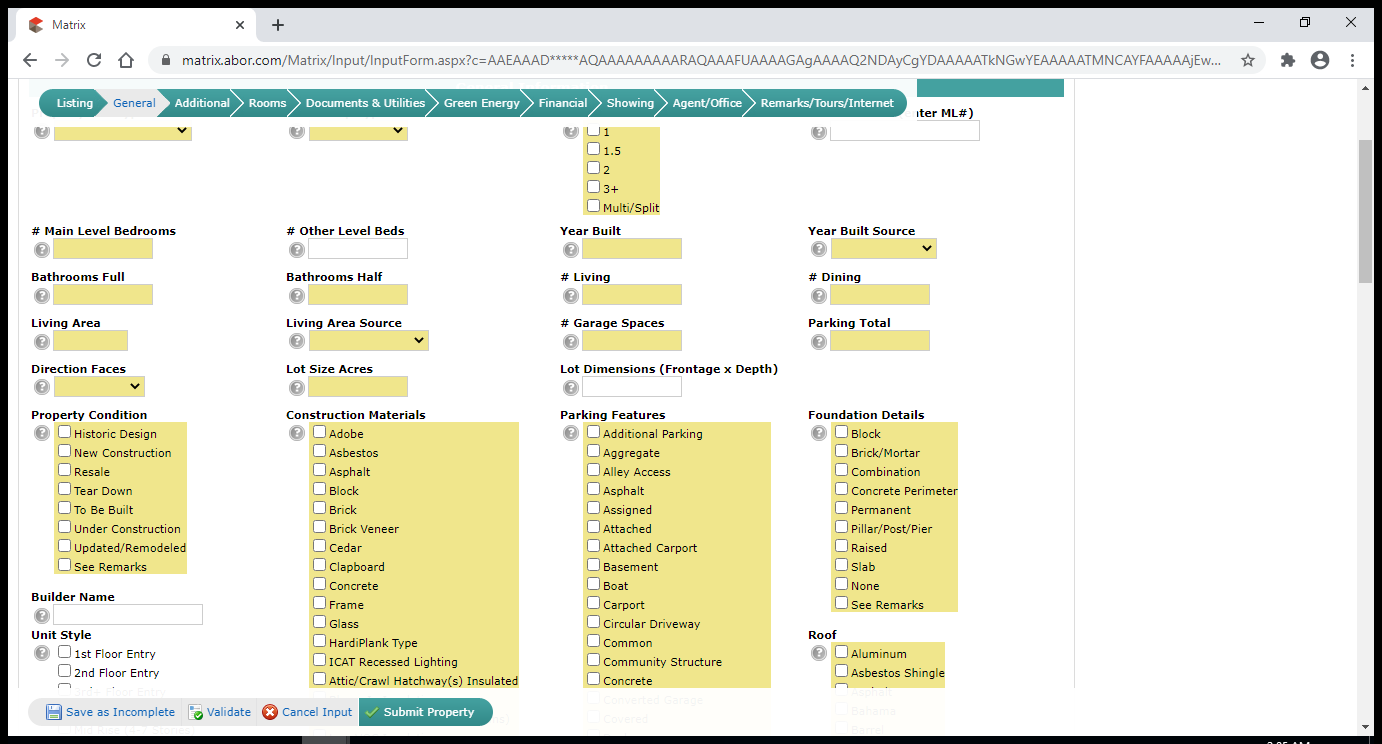 Matrix
matrix.abor.com/Matrix/Input/InputForm.aspx?c=AAEAAAD*****AQAAAAAAAAARAQAAAFUAAAAGAgAAAAQ2NDAyCgYDAAAAATkNGwYEAAAAATMNCAYFAAAAAjEw...
Listing General Additional Rooms Documents & Utilities Green Energy Financial Showing Agent/Office Remarks/Tours/Internet
ter ML#)
1
1.5
2
3+
Multi/Split
# Main Level Bedrooms # Other Level Beds Year Built Year Built Source
Bathrooms Full Bathrooms Half # Living # Dining
Living Area Living Area Source # Garage Spaces Parking Total
Direction Faces Lot Size Acres Lot Dimensions (Frontage x Depth)
Property Condition Construction Materials Parking Features Foundation Details
Historic Design Adobe Additional Parking Block
New Construction Asbestos Aggregate Brick/Mortar
Resale Asphalt Alley Access Combination
Tear Down Block Asphalt Concrete Perimeter
To Be Built Brick Assigned Permanent
Under Construction Brick Veneer Attached Pillar/Post/Pier
Updated/Remodeled Cedar Attached Carport Raised
See Remarks Clapboard Basement Slab
Concrete Boat None
Builder Name Frame Carport See Remarks
Glass Circular Driveway
Unit Style HardiPlank Type Common Roof
1st Floor Entry ICAT Recessed Lighting Community Structure Aluminum
2nd Floor Entry Attic/Crawl Hatchway(s) Insulated Concrete Asbestos Shingle
3rd+ Floor Entry
Converted Garage
Save as Incomplete Validate Cancel Input Submit Property Covered Bahama